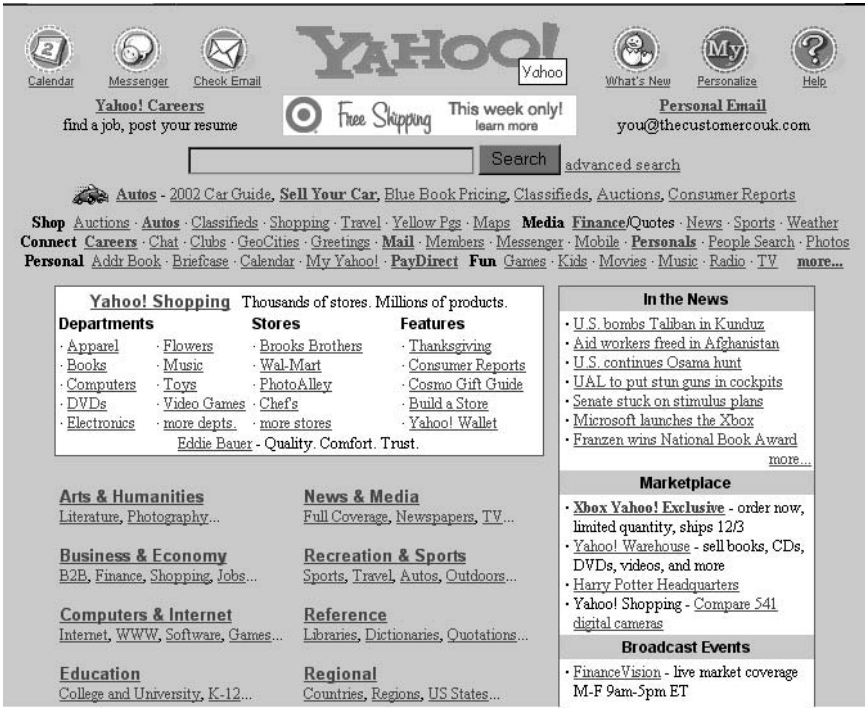 2
My
?
YAHOO!
Yahoo
Calendar
Messenger
Check Email
What's New
Personalize
Help
Yahoo! Careers
find a job, post your resume
Free Shipping
This week only!
learn more
Personal Email
you@thecustomercouk.com
Search
advanced search
Autos - 2002 Car Guide, Sell Your Car, Blue Book Pricing, Classifieds, Auctions, Consumer Reports
Shop Auctions · Autos · Classifieds · Shopping · Travel · Yellow Pgs · Maps Media Finance/Quotes · News · Sports · Weather
Connect Careers · Chat · Clubs · GeoCities · Greetings · Mail · Members · Messenger · Mobile · Personals · People Search · Photos
Personal Addr Book · Briefcase · Calendar · My Yahoo! · PayDirect Fun Games · Kids · Movies · Music · Radio · TV more...
Yahoo! Shopping Thousands of stores. Millions of products.
Departments
· Apparel
· Books
· Computers
· DVDs
· Electronics
· Flowers
· Music
· Toys
· Video Games
· more depts.
Stores
· Brooks Brothers
· Wal-Mart
· PhotoAlley
· Chef's
· more stores
Features
· Thanksgiving
· Consumer Reports
· Cosmo Gift Guide
· Build a Store
· Yahoo! Wallet
Eddie Bauer - Quality. Comfort. Trust.
Arts & Humanities
Literature, Photography...
News & Media
Full Coverage, Newspapers, TV...
Business & Economy
B2B, Finance, Shopping, Jobs...
Recreation & Sports
Sports, Travel, Autos, Outdoors...
Computers & Internet
Internet, WWW, Software, Games...
Reference
Libraries, Dictionaries, Quotations...
Education
College and University, K-12...
Regional
Countries, Regions, US States...
In the News
· U.S. bombs Taliban in Kunduz
· Aid workers freed in Afghanistan
· U.S. continues Osama hunt
· UAL to put stun guns in cockpits
· Senate stuck on stimulus plans
· Microsoft launches the Xbox
· Franzen wins National Book Award
more...
Marketplace
· Xbox Yahoo! Exclusive - order now,
limited quantity, ships 12/3
· Yahoo! Warehouse - sell books, CDs,
DVDs, videos, and more
· Harry Potter Headquarters
· Yahoo! Shopping - Compare 541
digital cameras
Broadcast Events
· FinanceVision - live market coverage
M-F 9am-5pm ET